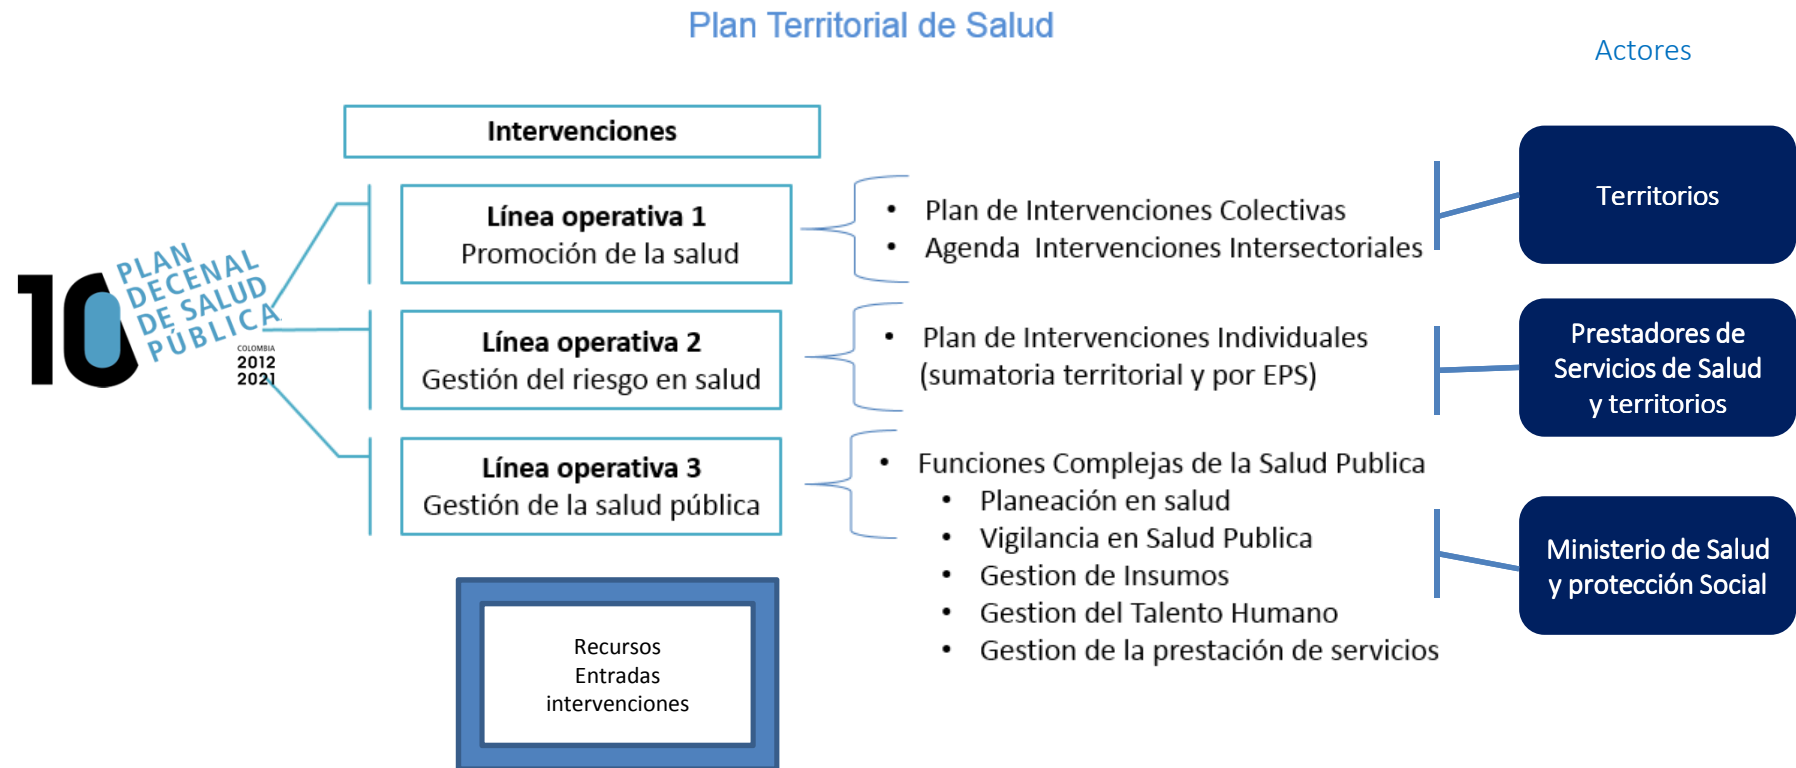 Plan Territorial de Salud
Actores
Intervenciones
10
PLAN
DECENAL
DE SALUD
PÚBLICA
COLOMBIA
2012
2021
Línea operativa 1
Promoción de la salud
• Plan de Intervenciones Colectivas
• Agenda Intervenciones Intersectoriales
Territorios
Línea operativa 2
Gestión del riesgo en salud
• Plan de Intervenciones Individuales
(sumatoria territorial y por EPS)
Prestadores de
Servicios de Salud
y territorios
Línea operativa 3
Gestión de la salud pública
• Funciones Complejas de la Salud Publica
• Planeación en salud
• Vigilancia en Salud Publica
• Gestion de Insumos
• Gestion del Talento Humano
• Gestion de la prestación de servicios
Ministerio de Salud
y protección Social
Recursos
Entradas
intervenciones